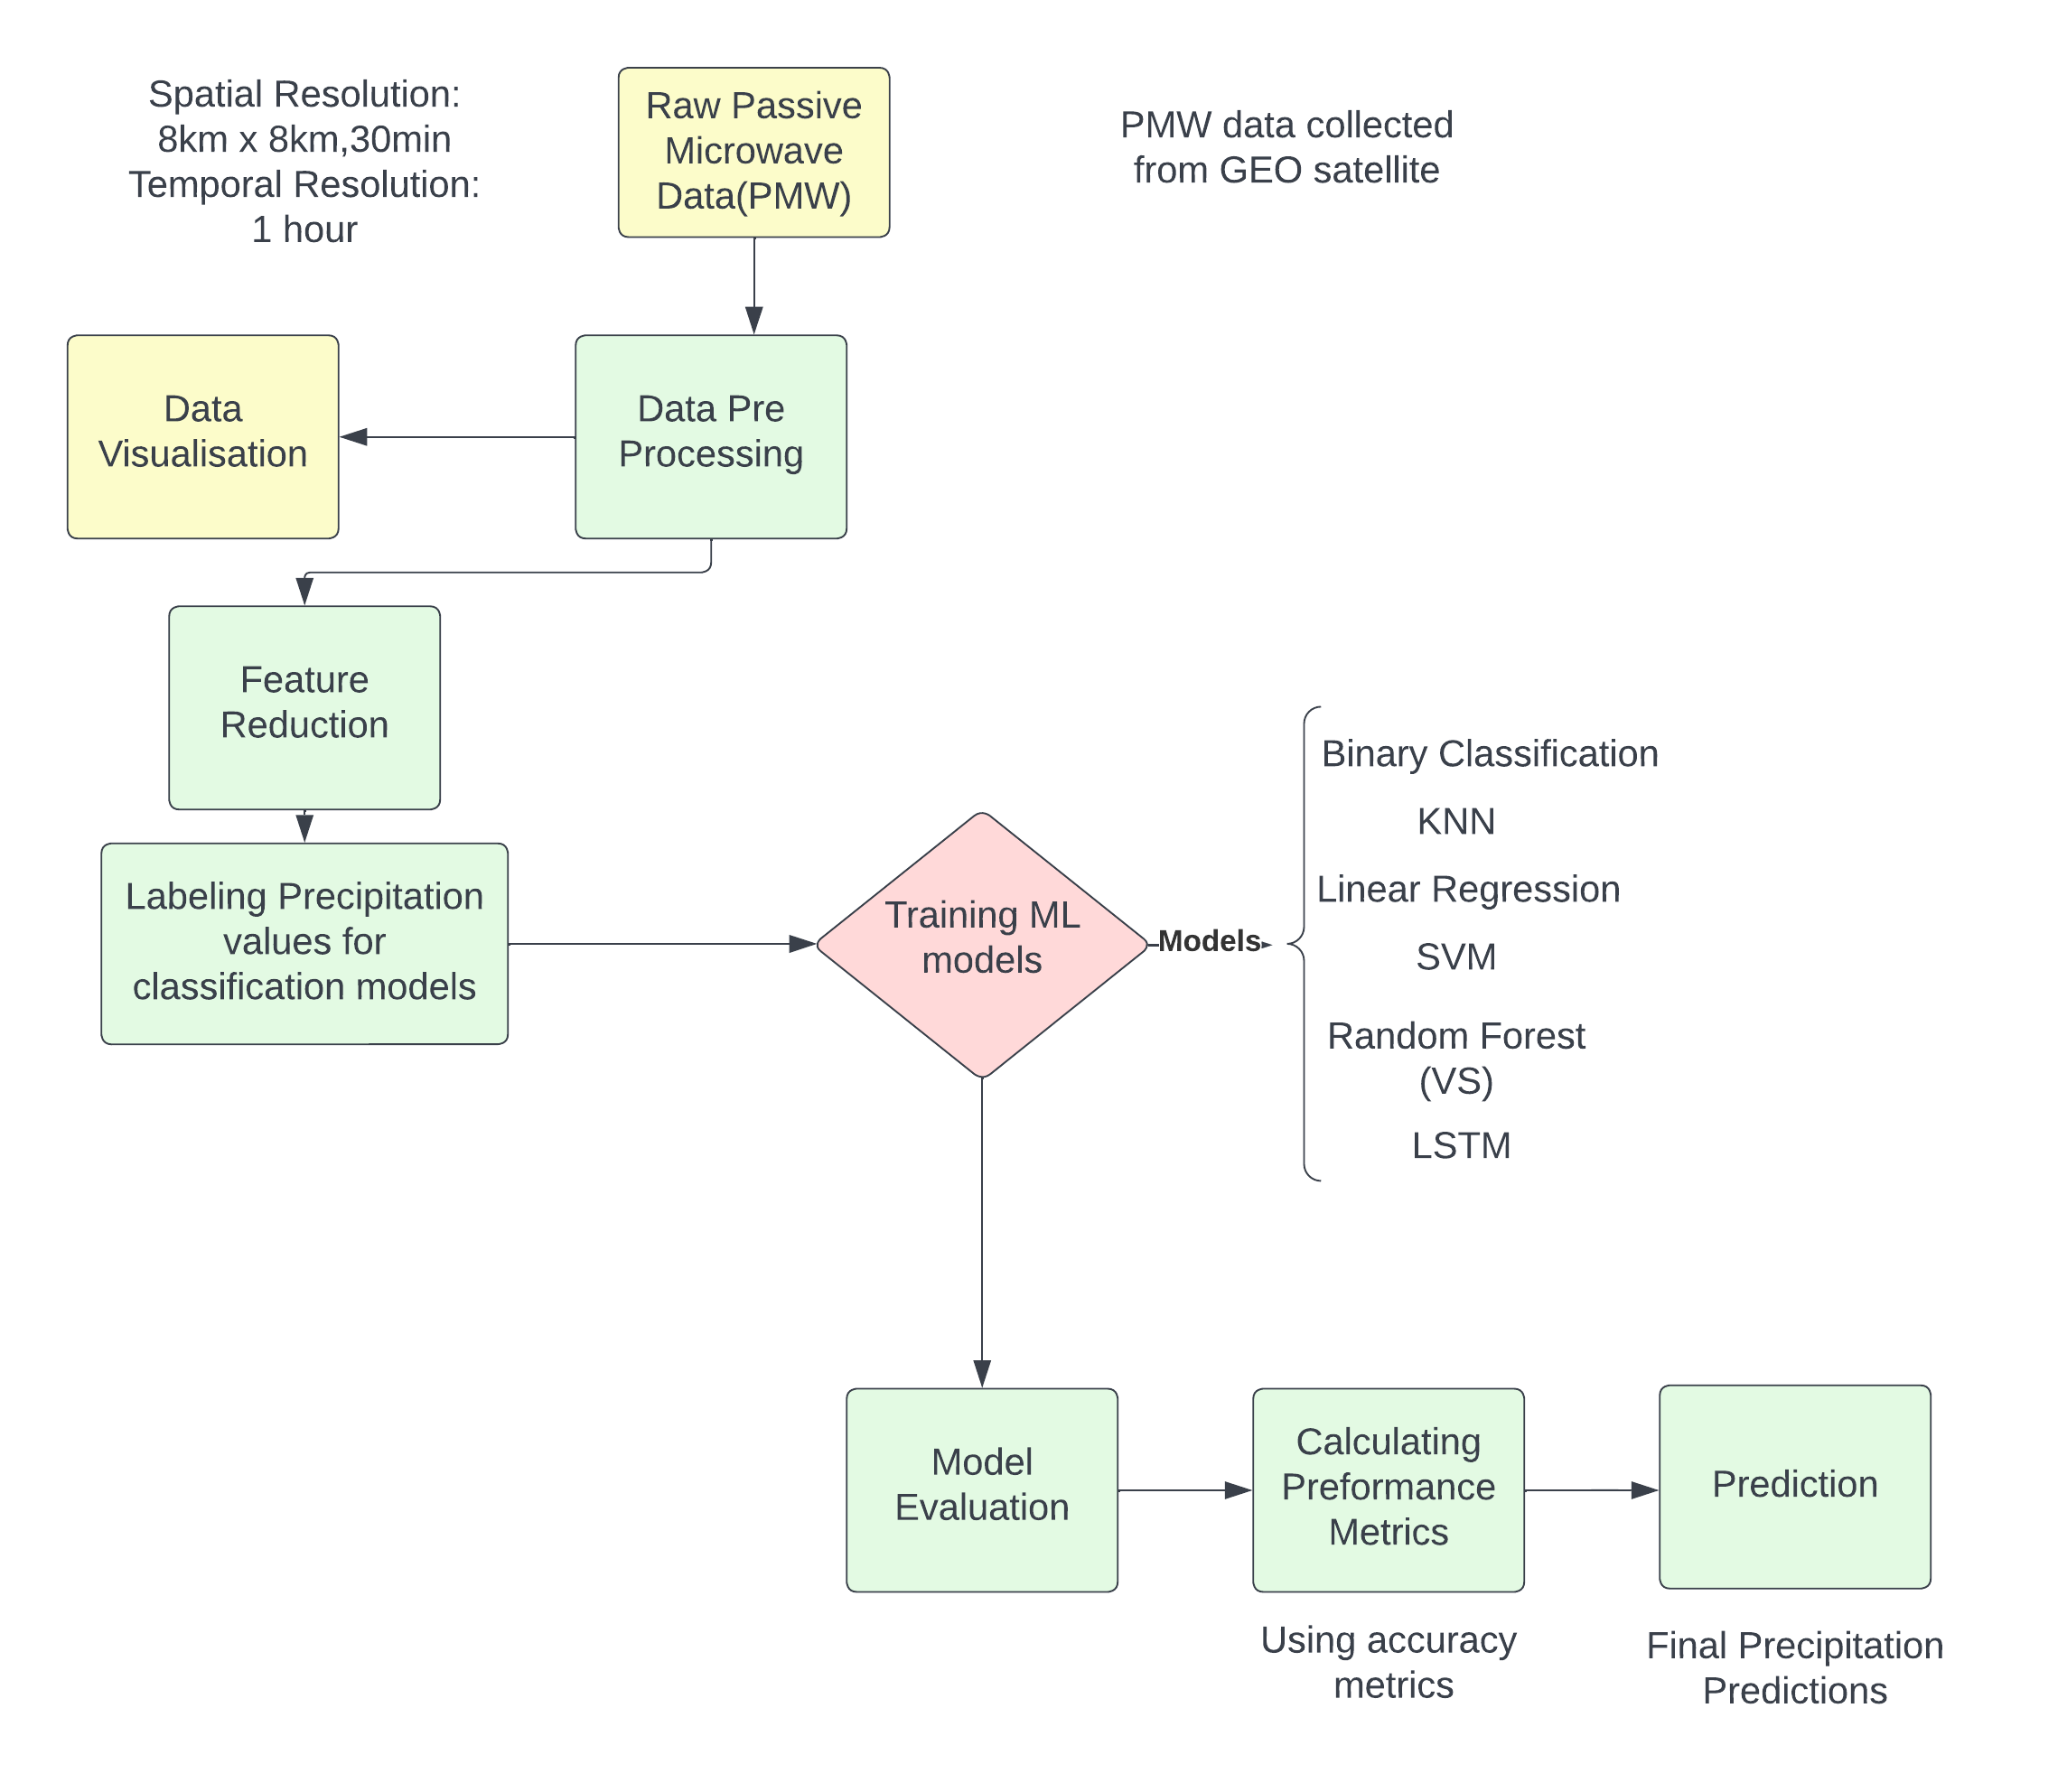 Spatial Resolution:
8km x 8km,30min
Temporal Resolution:
1 hour
Raw Passive
Microwave
Data(PMW)
PMW data collected
from GEO satellite
Data
Visualisation
Data Pre
Processing
Feature
Reduction
Labeling Precipitation
values for
classification models
Training ML
models
Models
Binary Classification
KNN
Linear Regression
SVM
Random Forest
(VS)
LSTM
Model
Evaluation
Calculating
Preformance
Metrics
Prediction
Using accuracy
metrics
Final Precipitation
Predictions